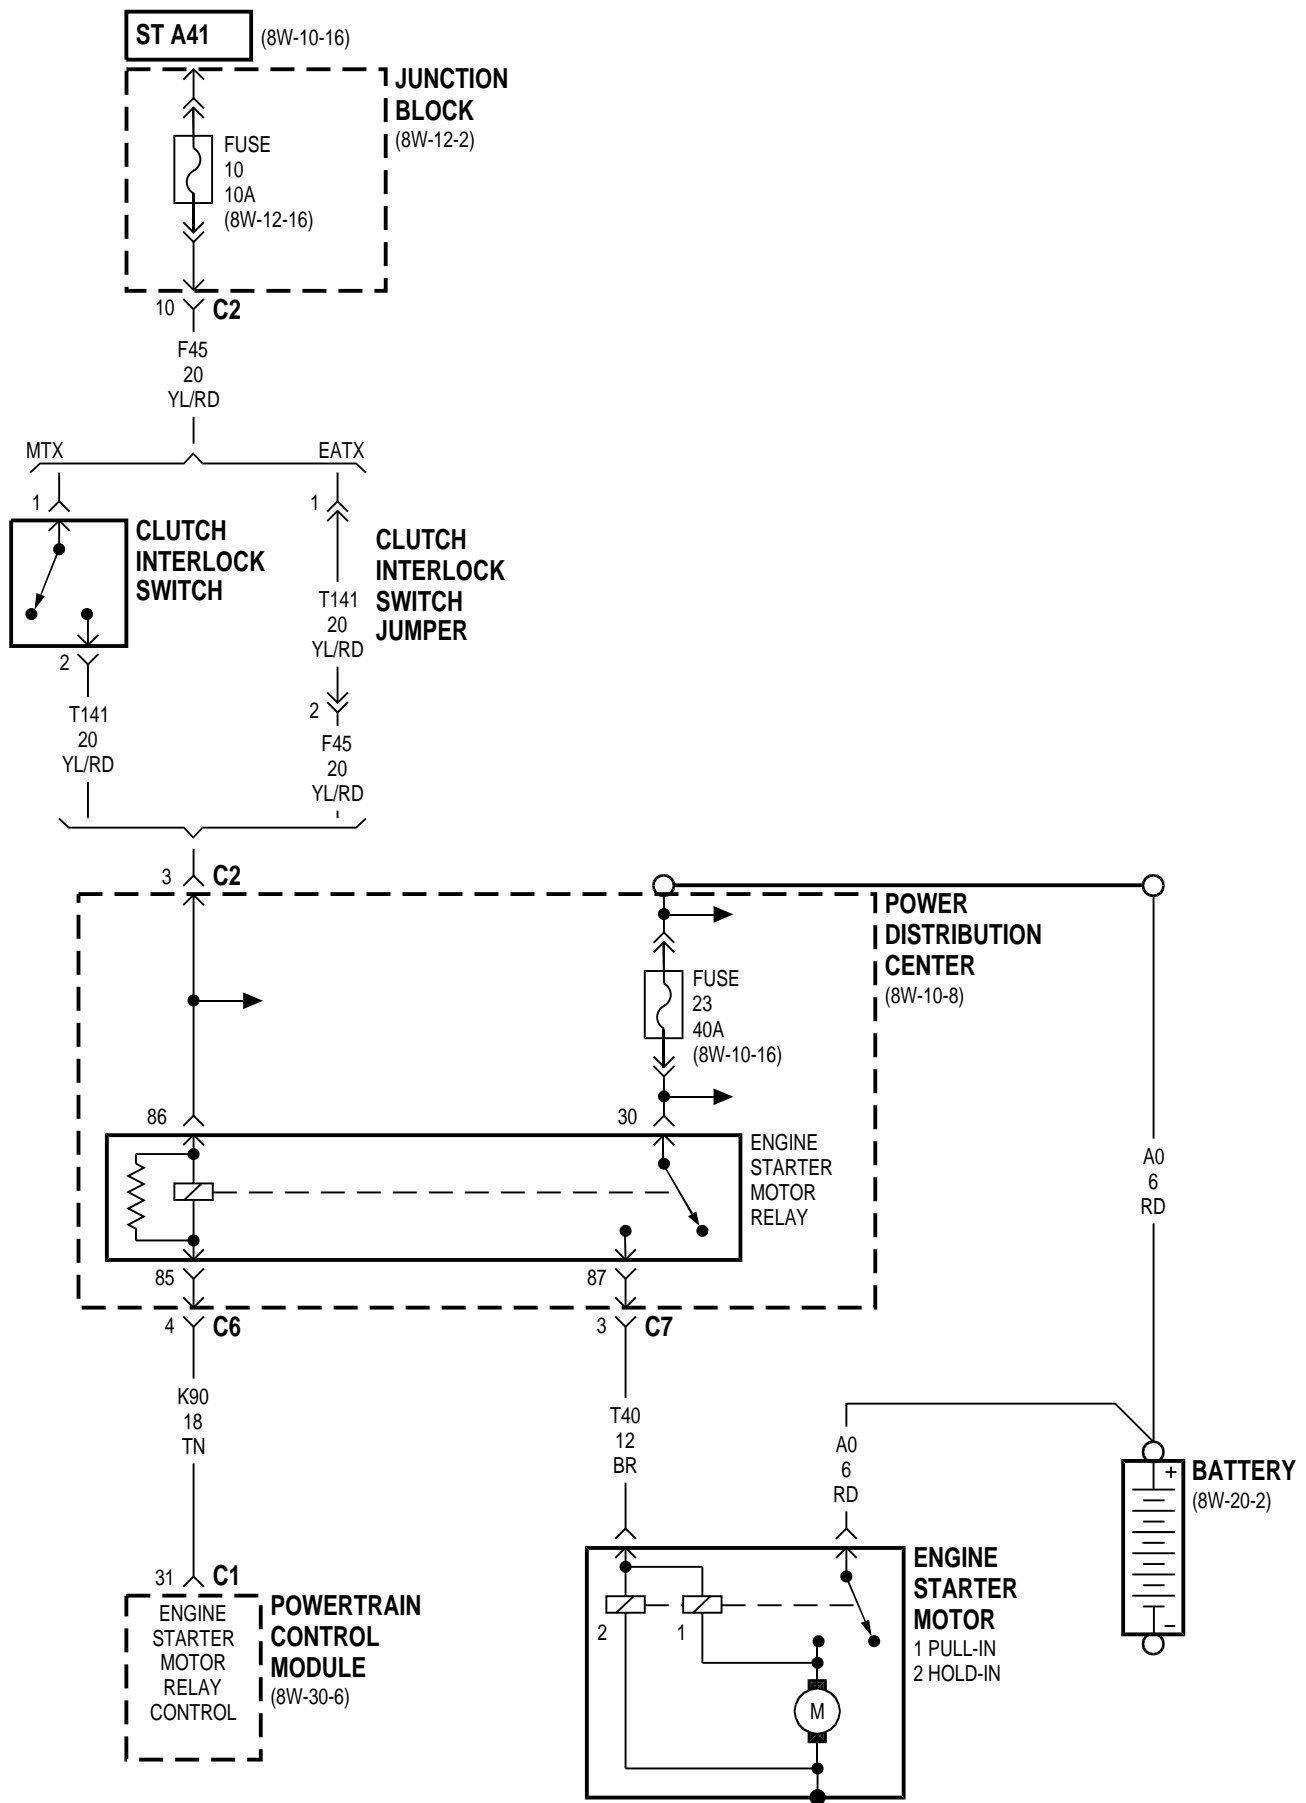 ST A41
(8W-10-16)
JUNCTION
BLOCK
(8W-12-2)
FUSE
10
10A
(8W-12-16)
10
C2
F45
20
YL/RD
MTX
EATX
1
CLUTCH
INTERLOCK
SWITCH
1
CLUTCH
INTERLOCK
SWITCH
JUMPER
T141
20
YL/RD
2
T141
20
YL/RD
2
F45
20
YL/RD
3
C2
POWER
DISTRIBUTION
CENTER
(8W-10-8)
FUSE
23
40A
(8W-10-16)
86
30
ENGINE
STARTER
MOTOR
RELAY
A0
6
RD
85
87
4
C6
3
C7
K90
18
TN
T40
12
BR
A0
6
RD
+
-
BATTERY
(8W-20-2)
31
C1
ENGINE
STARTER
MOTOR
RELAY
CONTROL
POWERTRAIN
CONTROL
MODULE
(8W-30-6)
2
1
M
ENGINE
STARTER
MOTOR
1 PULL-IN
2 HOLD-IN